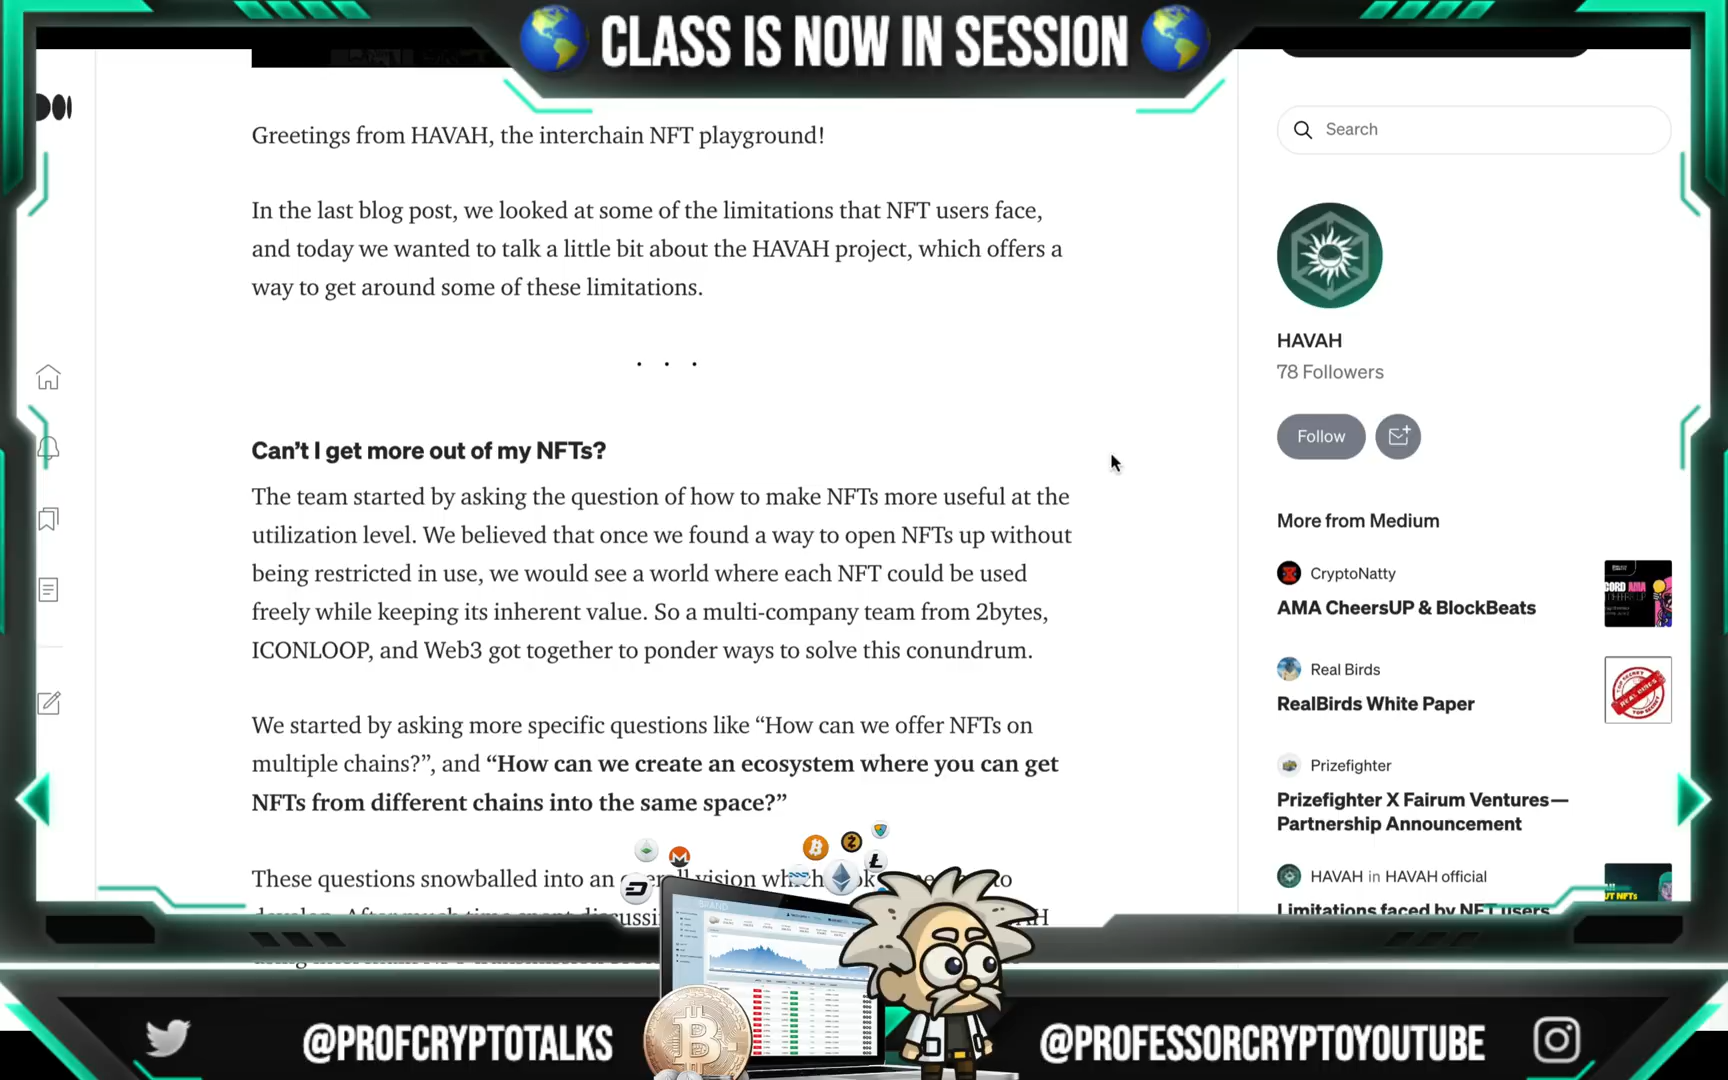 CLASS IS NOW IN SESSION
Greetings from HAVAH, the interchain NFT playground!
In the last blog post, we looked at some of the limitations that NFT users face,
and today we wanted to talk a little bit about the HAVAH project, which offers a
way to get around some of these limitations.
. . .
Can’t I get more out of my NFTs?
The team started by asking the question of how to make NFTs more useful at the
utilization level. We believed that once we found a way to open NFTs up without
being restricted in use, we would see a world where each NFT could be used
freely while keeping its inherent value. So a multi-company team from 2bytes,
ICONLOOP, and Web3 got together to ponder ways to solve this conundrum.
We started by asking more specific questions like “How can we offer NFTs on
multiple chains?”, and “How can we create an ecosystem where you can get
NFTs from different chains into the same space?”
These questions snowballed into an overall vision which to
Search
HAVAH
78 Followers
Follow
More from Medium
CryptoNatty
AMA CheersUP & BlockBeats
Real Birds
RealBirds White Paper
Prizefighter
Prizefighter X Fairum Ventures—
Partnership Announcement
HAVAH in HAVAH official
Limitations faced by NFT users
@PROFCRYPTOTALKS
@PROFESSORCRYPTOYOUTUBE